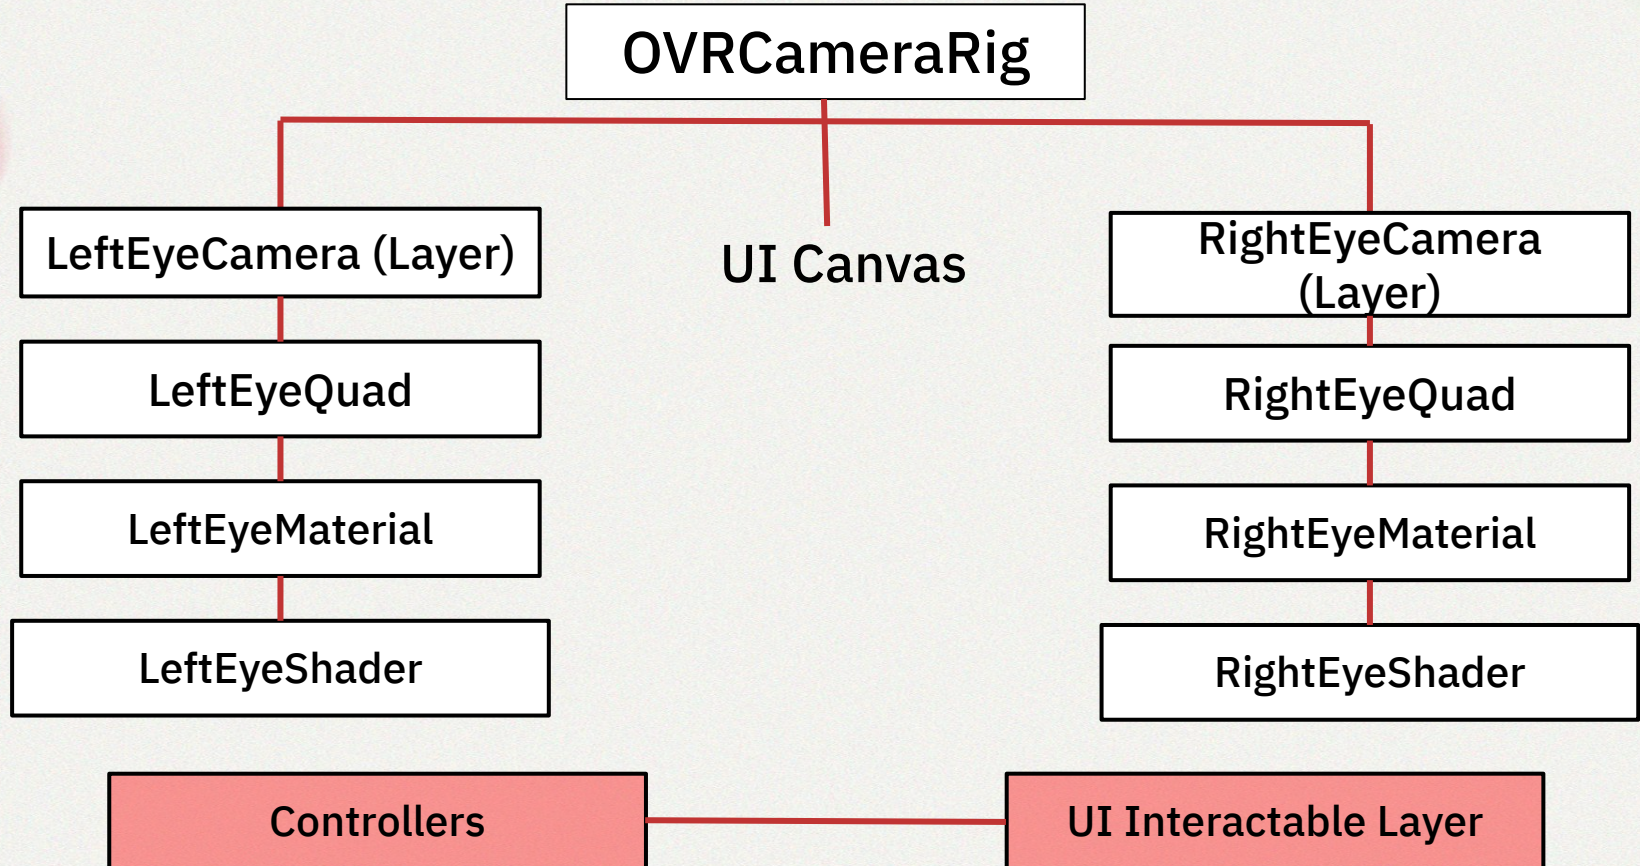 OVRCameraRig
LeftEyeCamera (Layer)
UI Canvas
RightEyeCamera
(Layer)
LeftEyeQuad
RightEyeQuad
LeftEyeMaterial
RightEyeMaterial
LeftEyeShader
RightEyeShader
Controllers
UI Interactable Layer